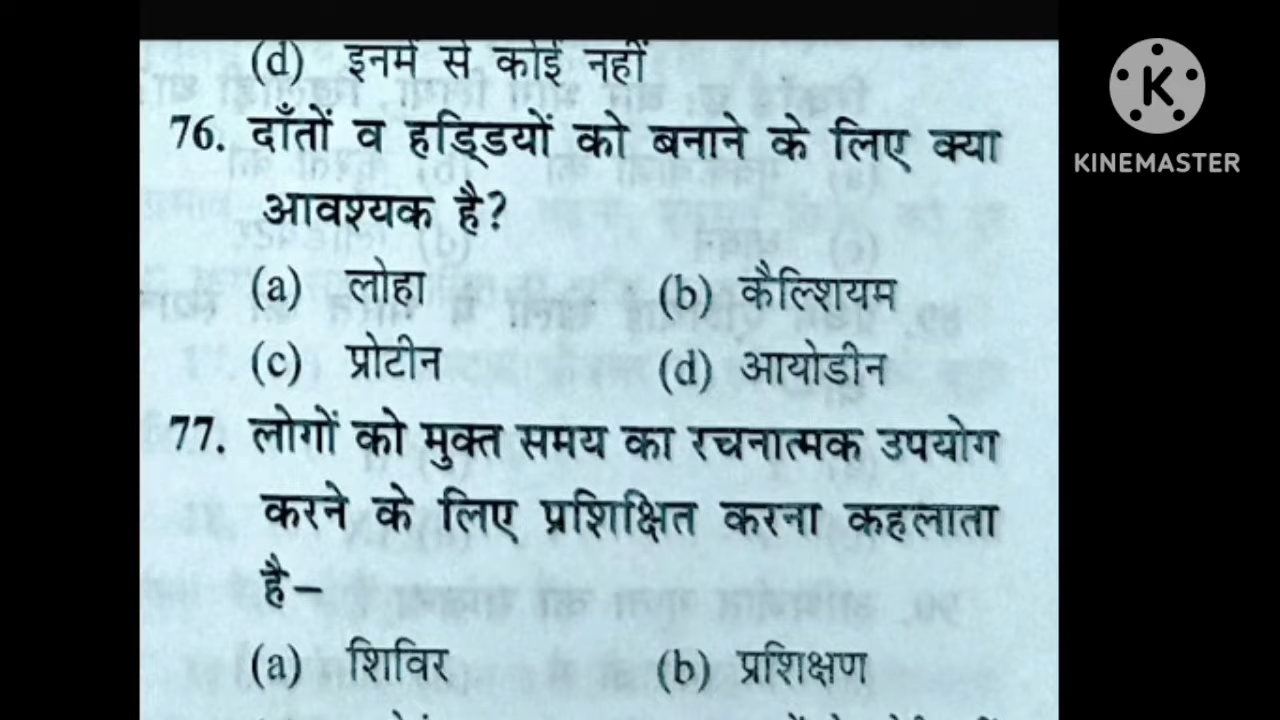 (d) इनमें से कोई नहीं
76. दाँतों व हड्डियों को बनाने के लिए क्या
आवश्यक है?
(a) लोहा (b) कैल्शियम
(c) प्रोटीन (d) आयोडीन
77. लोगों को मुक्त समय का रचनात्मक उपयोग
करने के लिए प्रशिक्षित करना कहलाता
है–
(a) शिविर (b) प्रशिक्षण
K
KINEMASTER